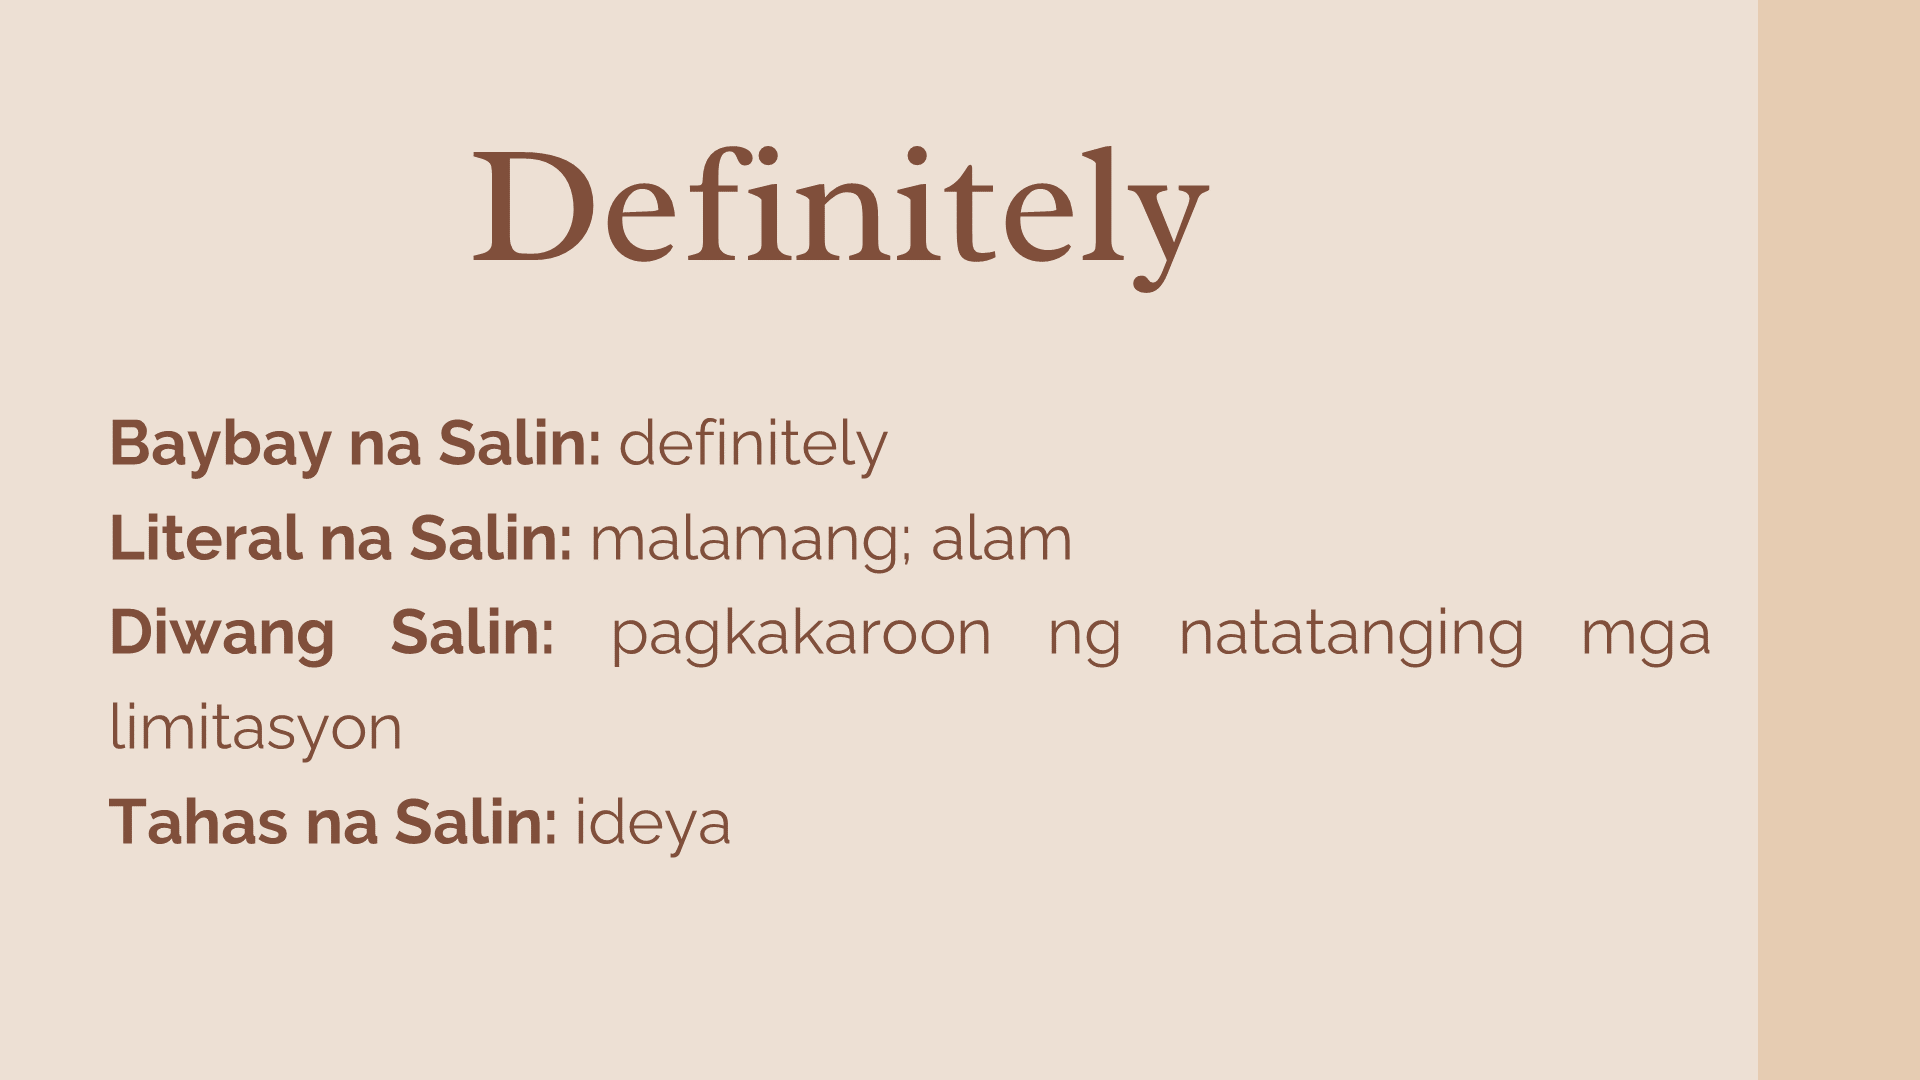 Definitely
Baybay na Salin: definitely
Literal na Salin: malamang; alam
Diwang Salin: pagkakaroon ng natatanging mga
limitasyon
Tahas na Salin: ideya